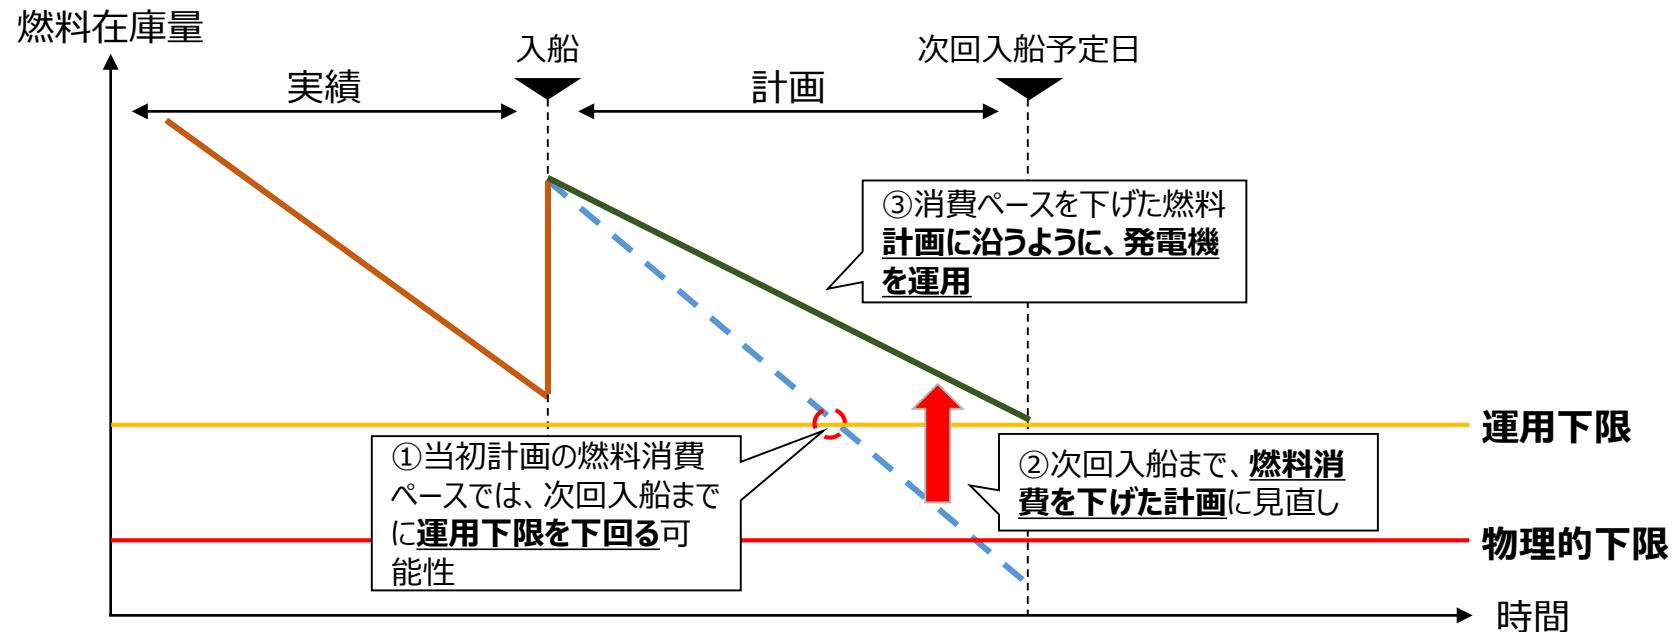 燃料在庫量
入船
次回入船予定日
実績
計画
③消費ペースを下げた燃料
計画に沿うように、発電機
を運用
運用下限
①当初計画の燃料消費
ペースでは、次回入船まで
に運用下限を下回る可
能性
②次回入船まで、燃料消
費を下げた計画に見直し
物理的下限
時間